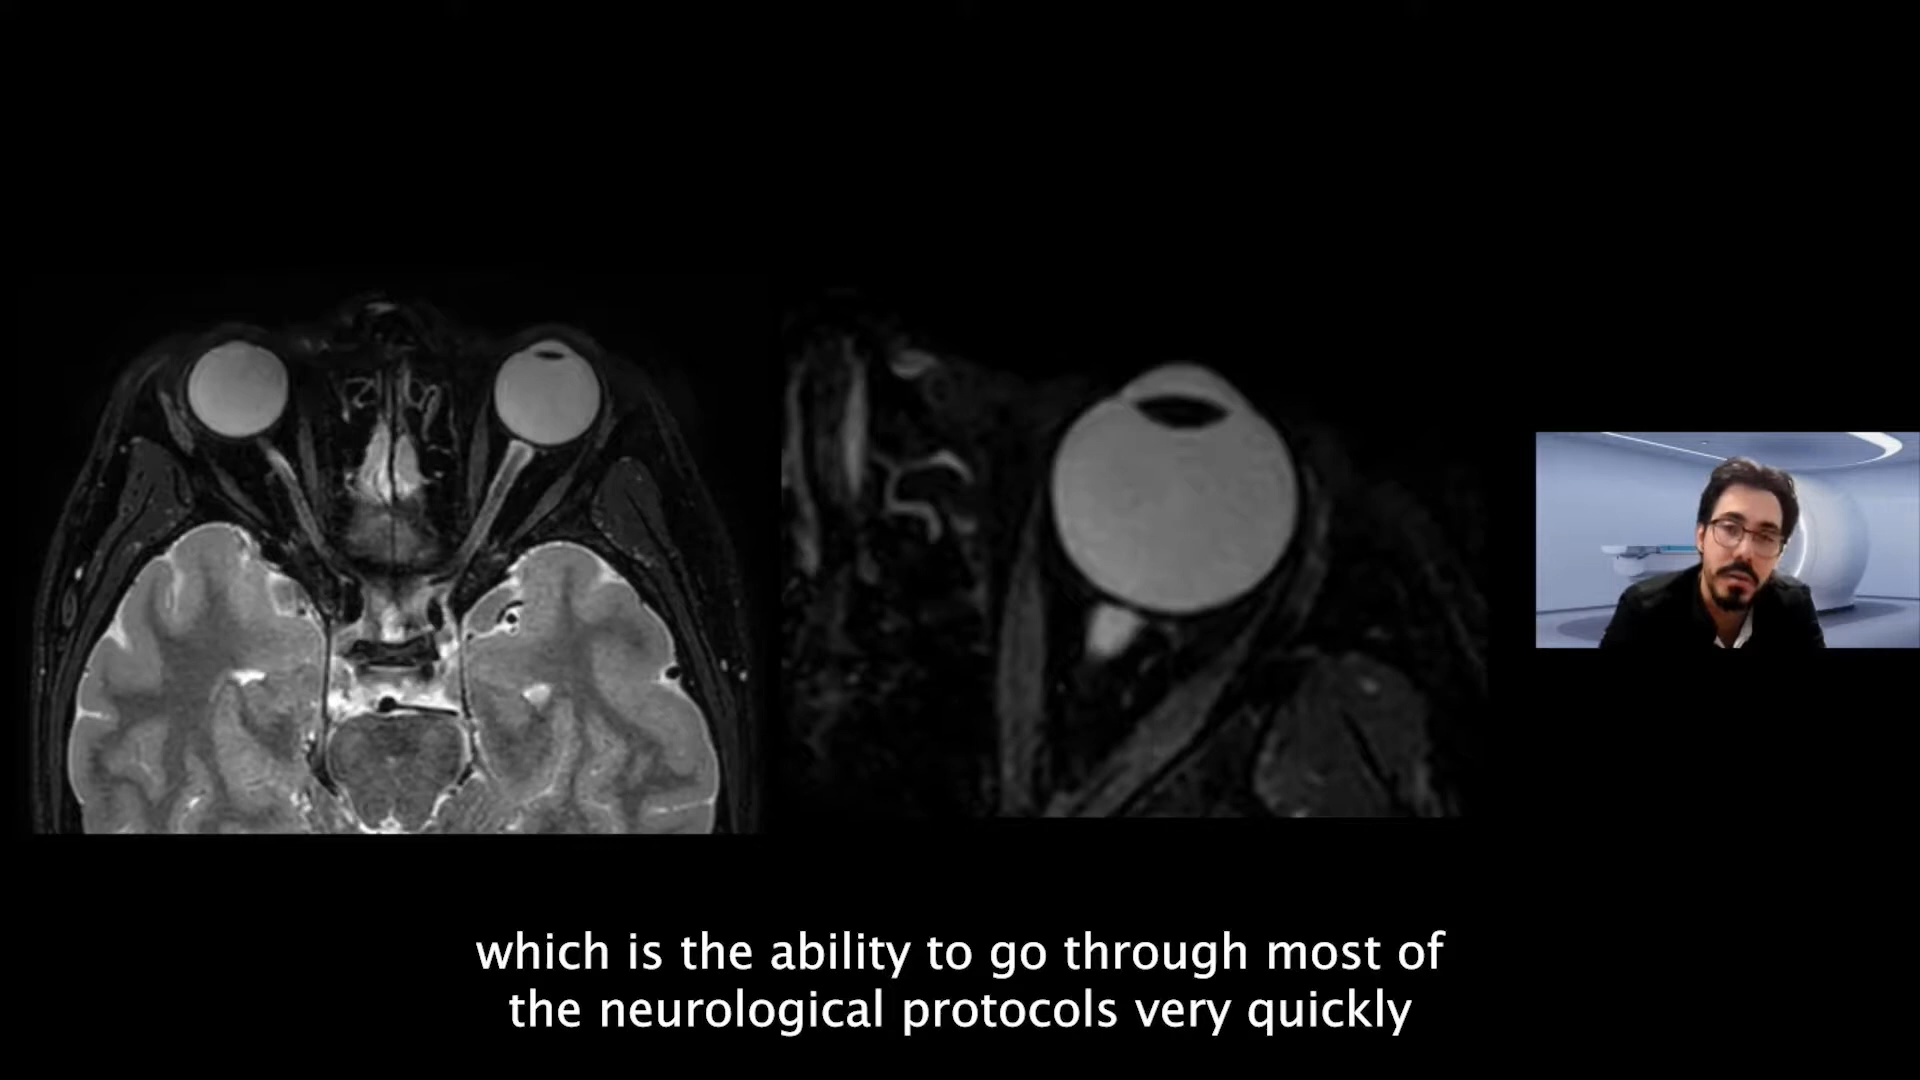 which is the ability to go through most of
the neurological protocols very quickly